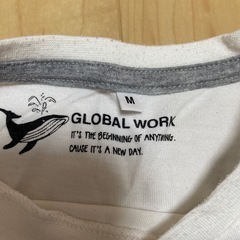 M
GLOBAL WORK
IT'S THE BEGINNING OF ANYTHING.
CAUSE IT'S A NEW DAY.